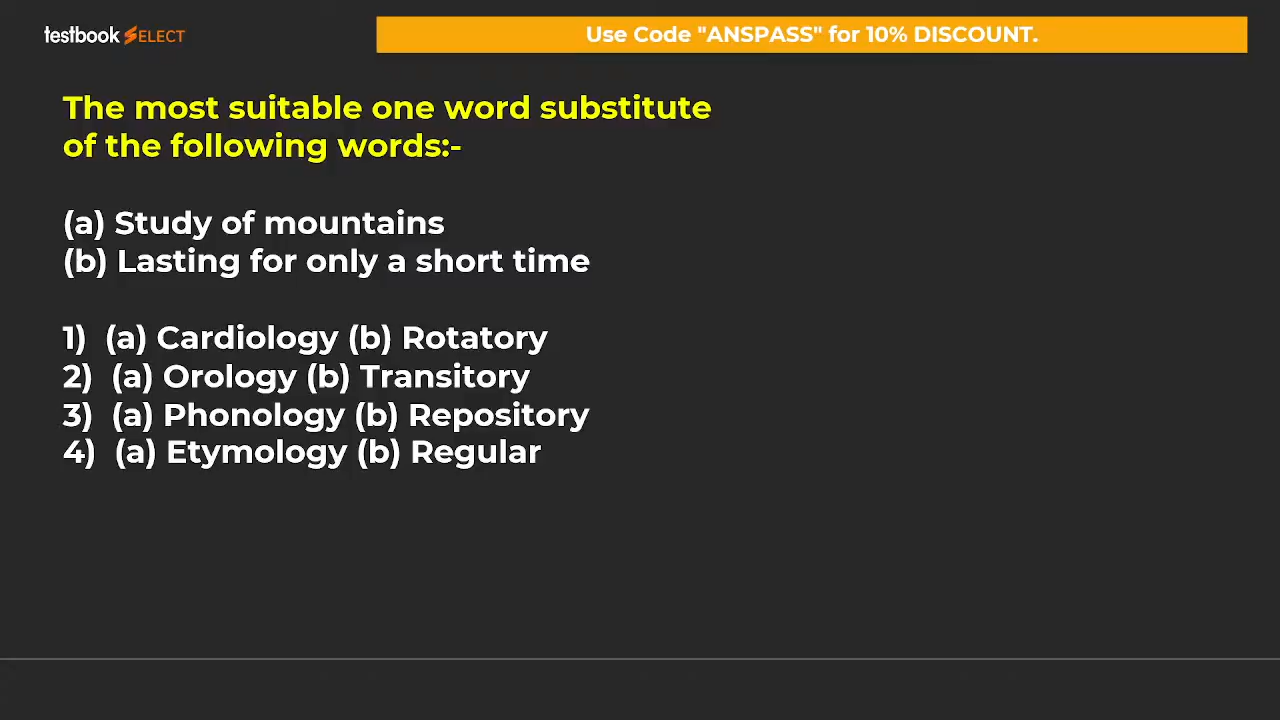 testbook SELECT
Use Code "ANSPASS" for 10% DISCOUNT.
The most suitable one word substitute
of the following words:-
(a) Study of mountains
(b) Lasting for only a short time
1) (a) Cardiology (b) Rotatory
2) (a) Orology (b) Transitory
3) (a) Phonology (b) Repository
4) (a) Etymology (b) Regular